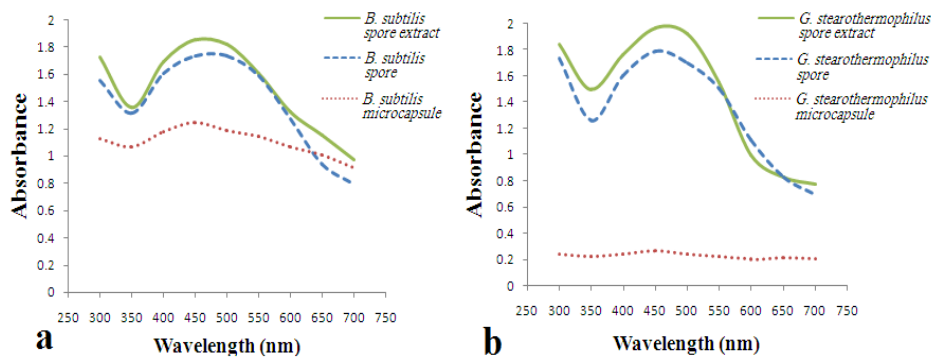 2
1.8
1.6
1.4
1.2
1
0.8
0.6
0.4
0.2
0
Absorbance
250 300 350 400 450 500 550 600 650 700 750
Wavelength (nm)
a
B. subtilis
spore extract
B. subtilis
spore
B. subtilis
microcapsule
2
1.8
1.6
1.4
1.2
1
0.8
0.6
0.4
0.2
0
Absorbance
250 300 350 400 450 500 550 600 650 700 750
Wavelength (nm)
b
G. stearothermophilus
spore extract
G. stearothermophilus
spore
G. stearothermophilus
microcapsule